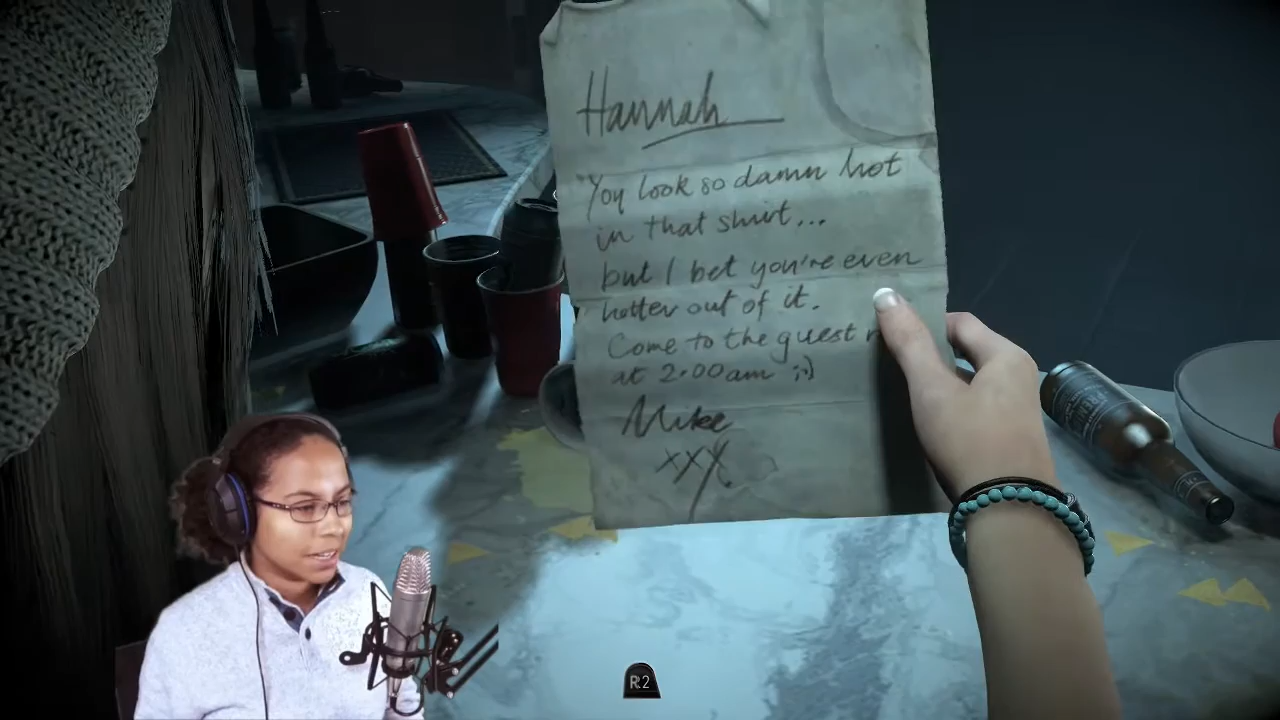 Hannah
"You look so damn hot
in that shirt...
but I bet you're even
hotter out of it.
Come to the guest r
at 2.00am ;)
Mike
xxx
R2